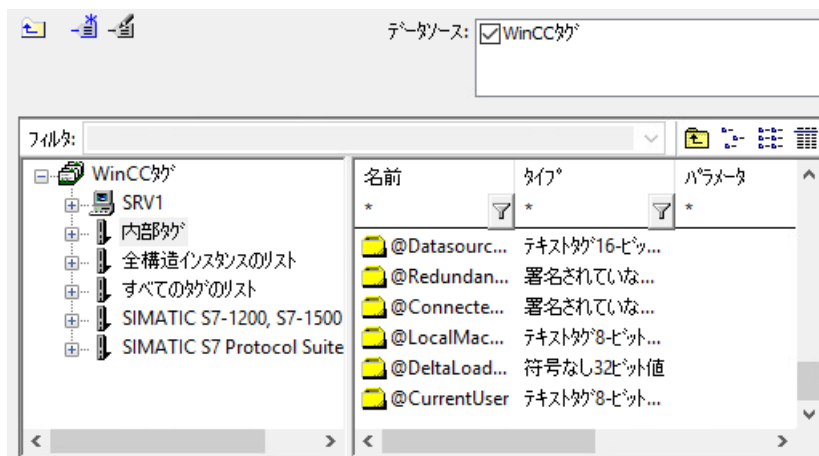 データソース: WinCCタグ
フィルタ:
WinCCタグ
SRV1
内部タグ
全構造インスタンスのリスト
すべてのタグのリスト
SIMATIC S7-1200, S7-1500
SIMATIC S7 Protocol Suite
名前 タイプ パラメータ
* * *
@Datasourc... テキストタグ16-ビッ...
@Redundan... 署名されていな...
@Connecte... 署名されていな...
@LocalMac... テキストタグ8-ビット...
@DeltaLoad... 符号なし32ビット値
@CurrentUser テキストタグ8-ビット...